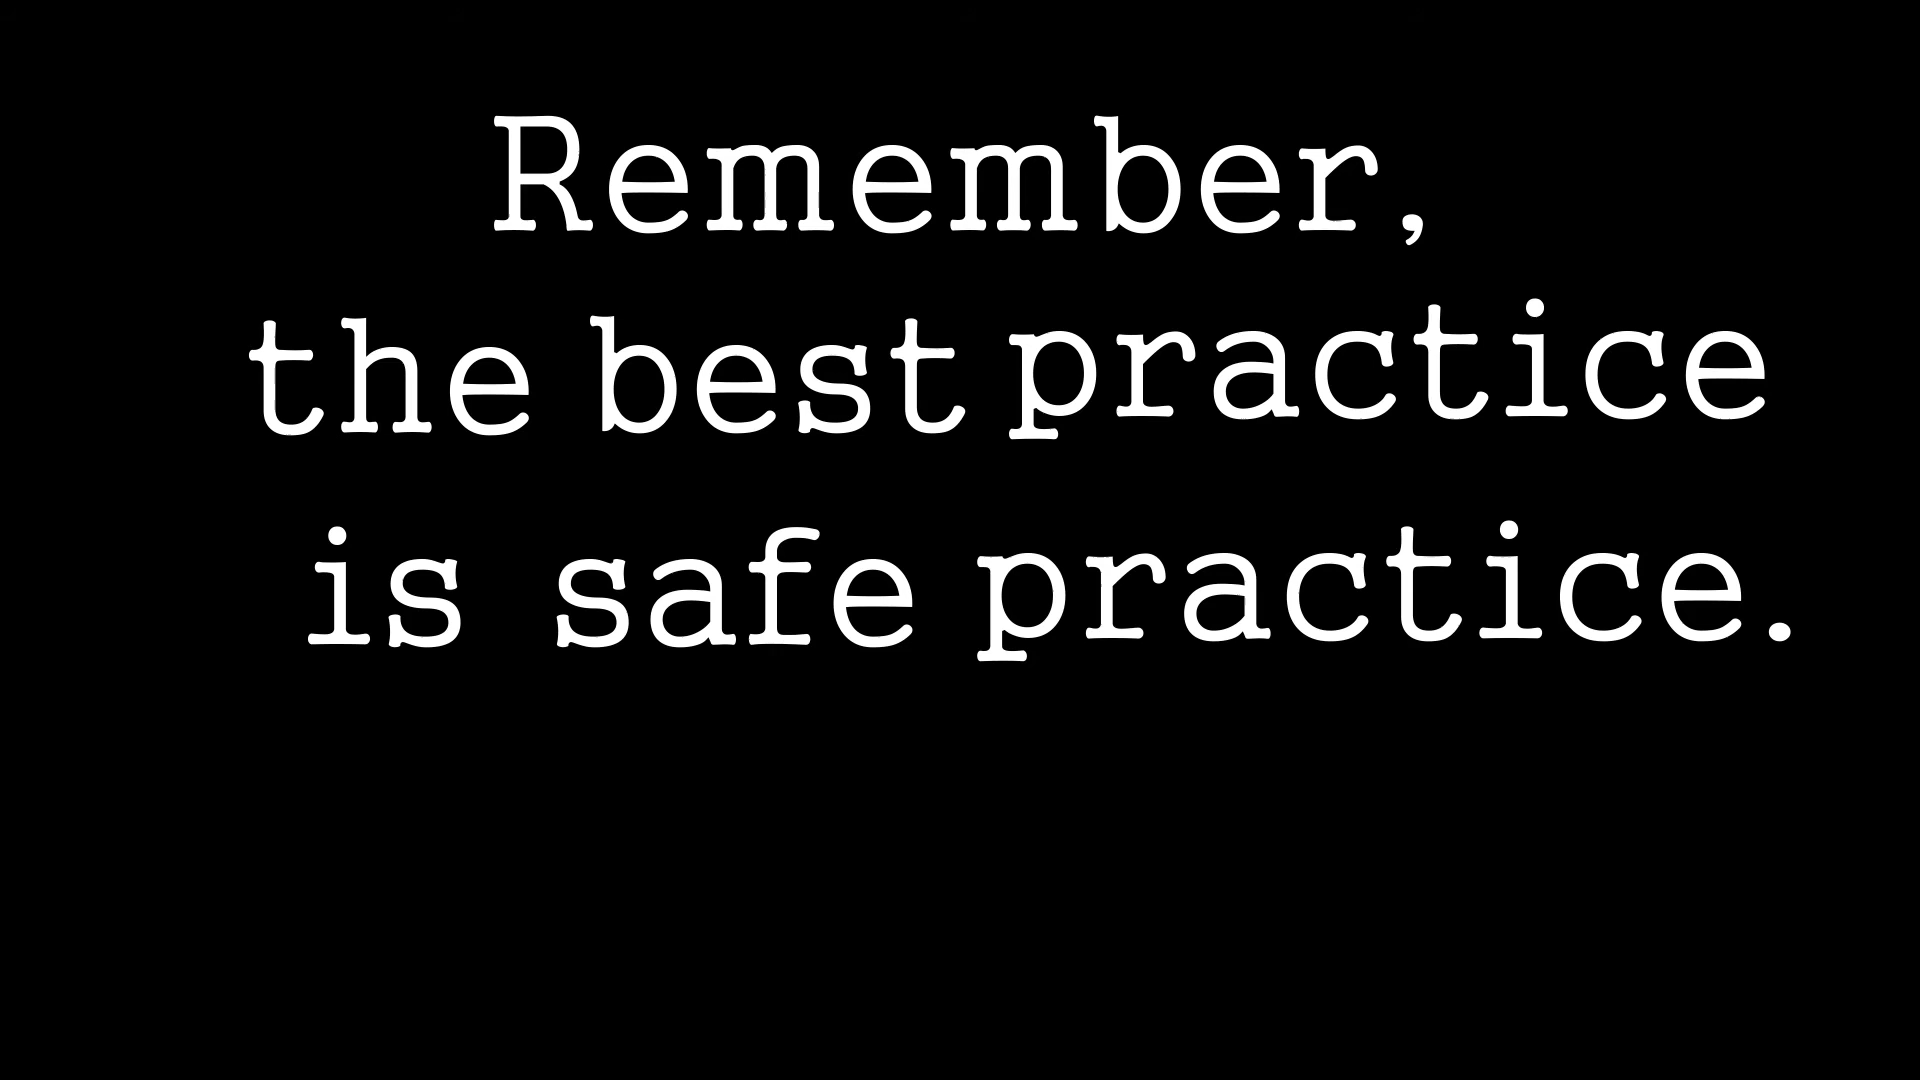 Remember,
the best practice
is safe practice.